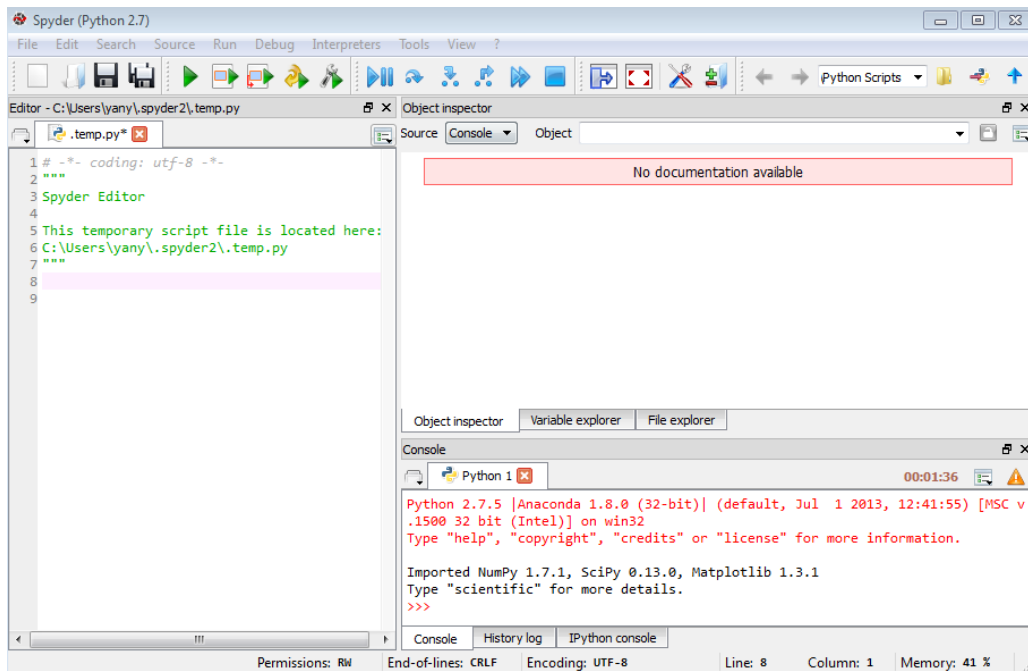 Spyder (Python 2.7)
File Edit Search Source Run Debug Interpreters Tools View ?
Python Scripts
Editor - C:\Users\yany\.spyder2\.temp.py
.temp.py*
1 # -*- coding: utf-8 -*-
2 """
3 Spyder Editor
4
5 This temporary script file is located here:
6 C:\Users\yany\.spyder2\.temp.py
7 """
8
9
Object inspector
Source Console Object
No documentation available
Object inspector Variable explorer File explorer
Console
Python 1 00:01:36
Python 2.7.5 |Anaconda 1.8.0 (32-bit)| (default, Jul  1 2013, 12:41:55) [MSC v
.1500 32 bit (Intel)] on win32
Type "help", "copyright", "credits" or "license" for more information.
Imported NumPy 1.7.1, SciPy 0.13.0, Matplotlib 1.3.1
Type "scientific" for more details.
>>>
Console History log IPython console
Permissions: RW End-of-lines: CRLF Encoding: UTF-8 Line: 8 Column: 1 Memory: 41 %